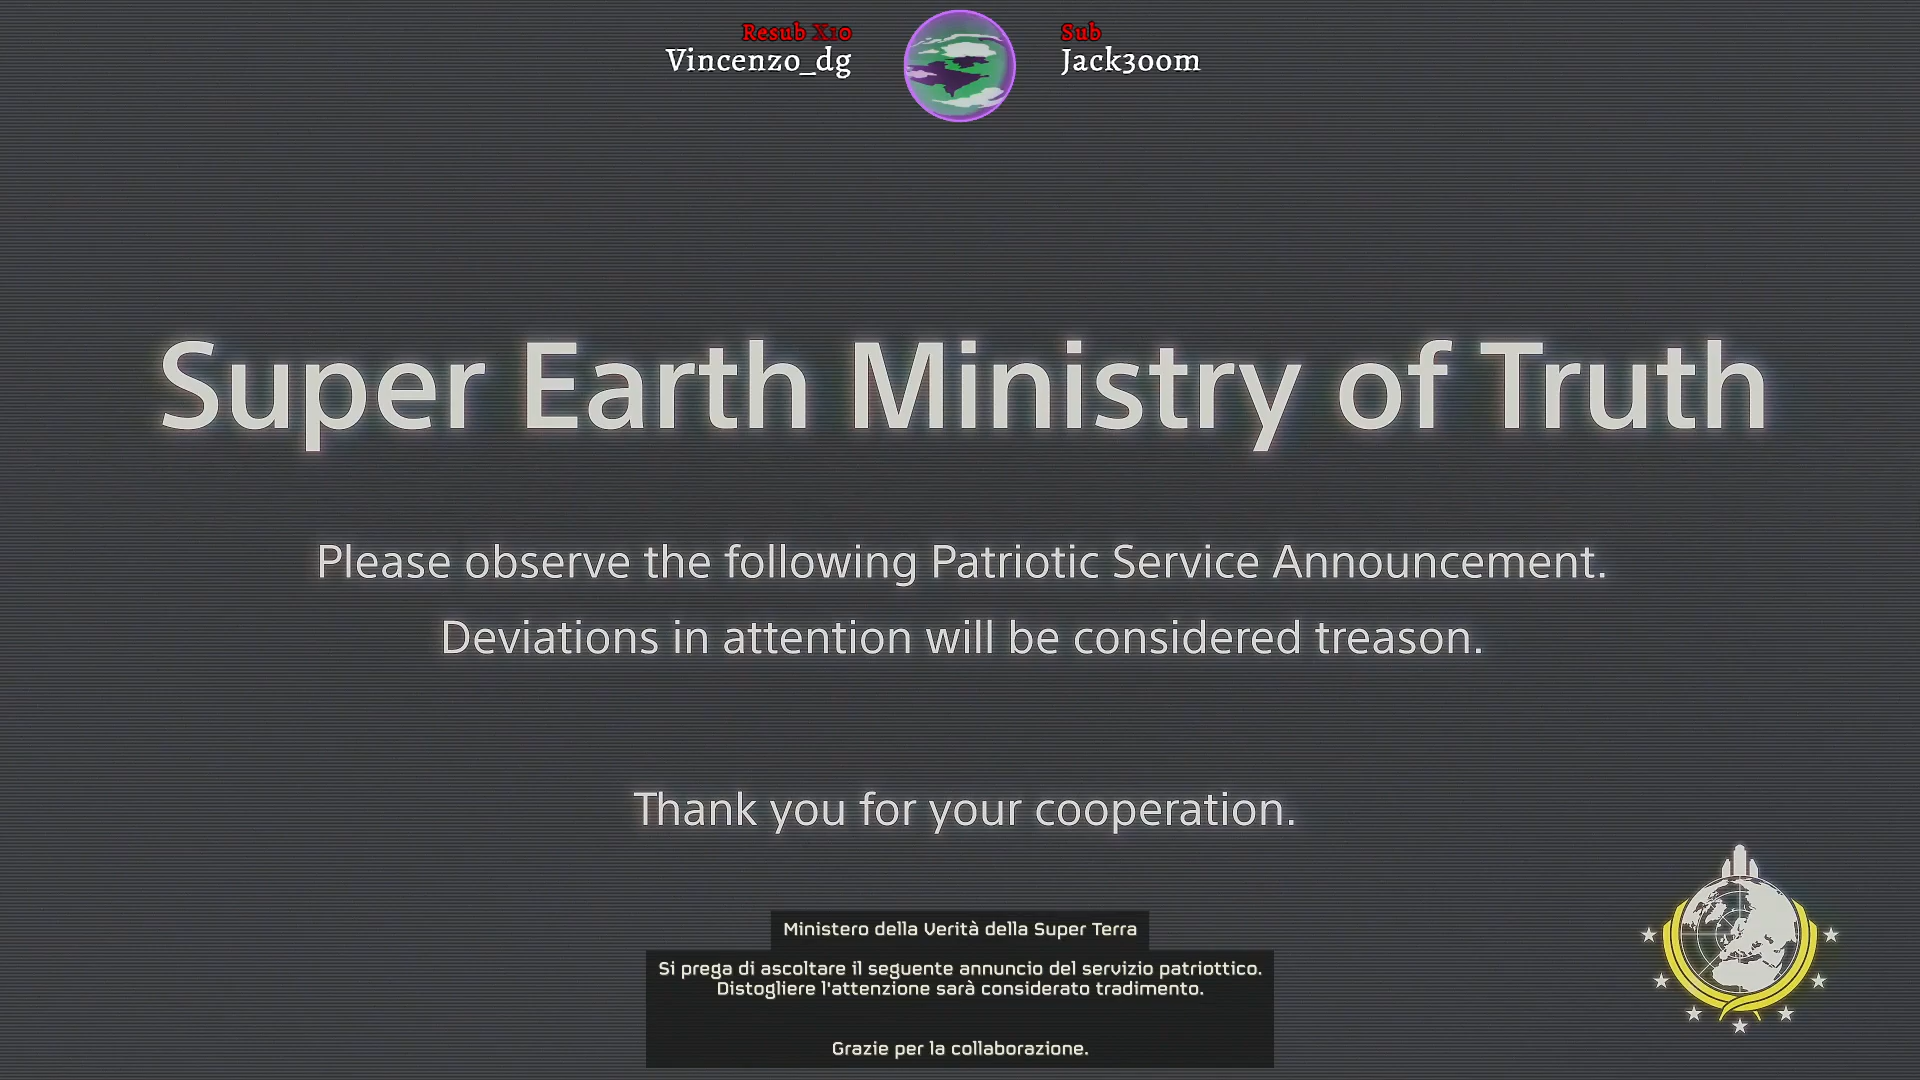 Resub X10
Vincenzo_dg
Sub
Jack3oom
Super Earth Ministry of Truth
Please observe the following Patriotic Service Announcement.
Deviations in attention will be considered treason.
Thank you for your cooperation.
Ministero della Verità della Super Terra
Si prega di ascoltare il seguente annuncio del servizio patriottico.
Distogliere l'attenzione sarà considerato tradimento.
Grazie per la collaborazione.